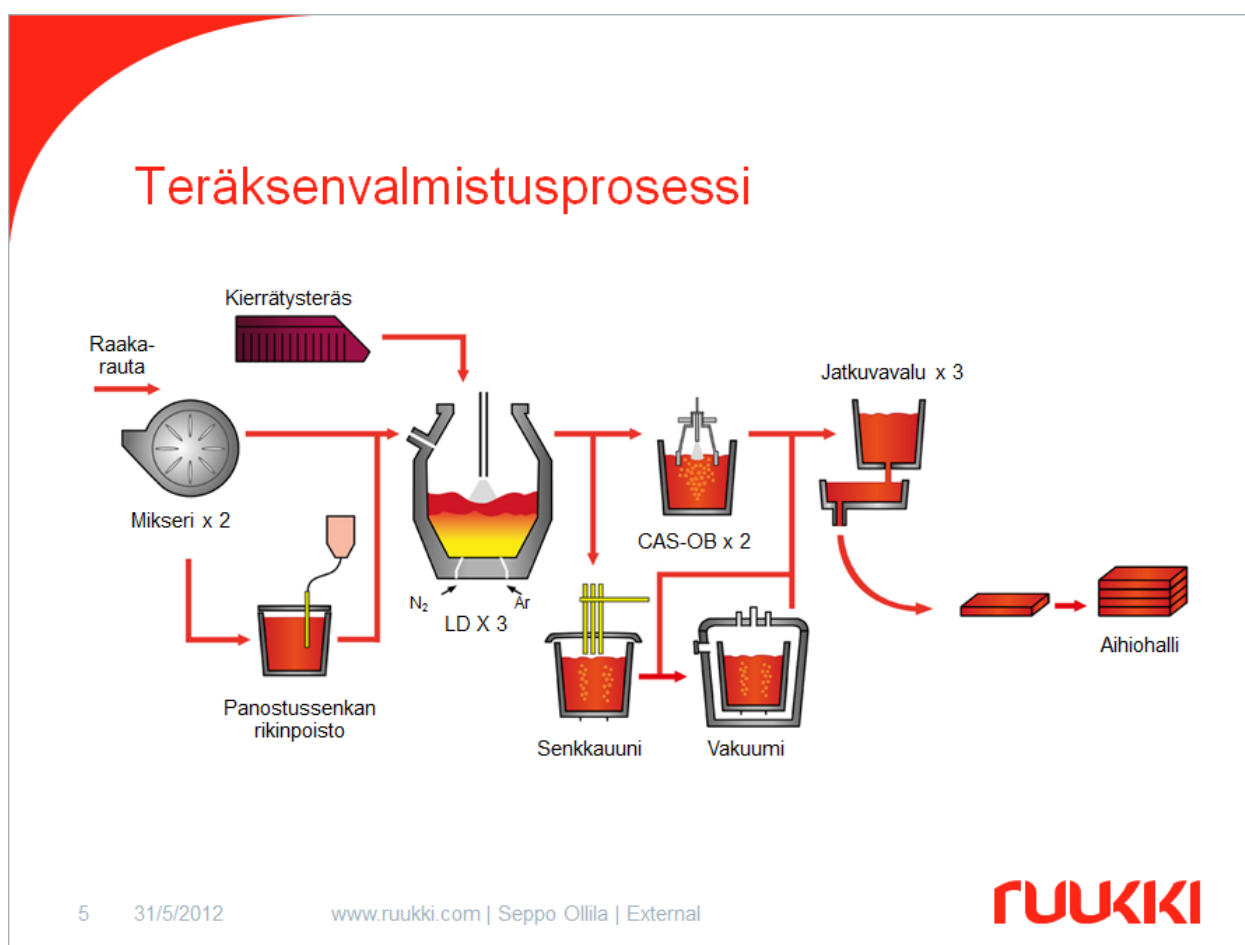 Teräksenvalmistusprosessi
Kierrätysteräs
Raaka-
rauta
Jatkuvavalu x 3
Mikseri x 2
CAS-OB x 2
N₂
Ar
LD X 3
Aihiohalli
Panostussenkan
rikinpoisto
Senkkauuni
Vakuumi
5 31/5/2012 www.ruukki.com | Seppo Ollila | External
RUUKKI